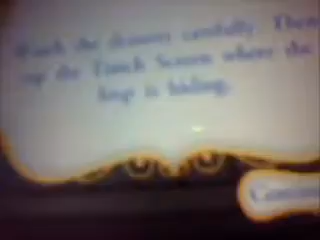 Watch the drawers carefully. Then
tap the Touch Screen where the
is hiding.